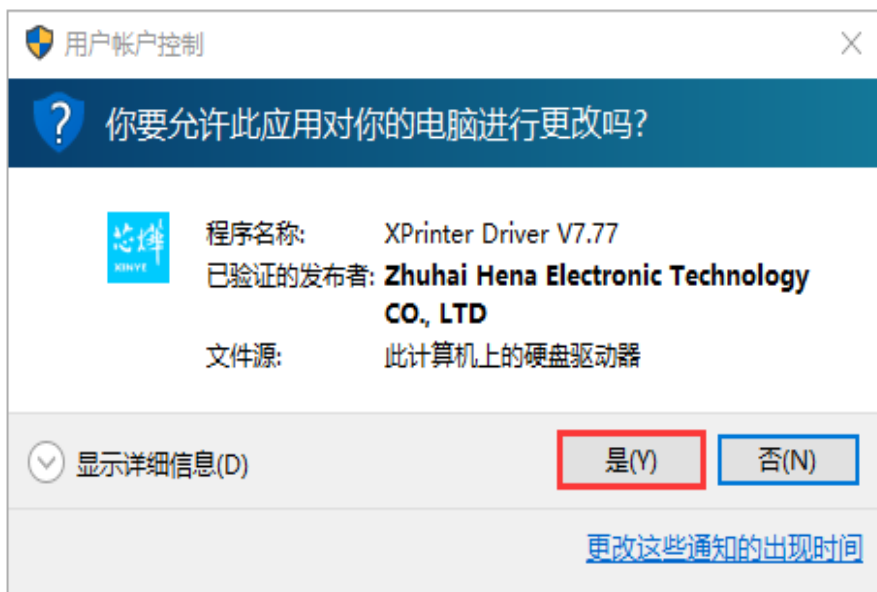 用户帐户控制
你要允许此应用对你的电脑进行更改吗?
芯烨
XINYE
程序名称: XPrinter Driver V7.77
已验证的发布者: Zhuhai Hena Electronic Technology
CO., LTD
文件源: 此计算机上的硬盘驱动器
显示详细信息(D)
是(Y) 否(N)
更改这些通知的出现时间